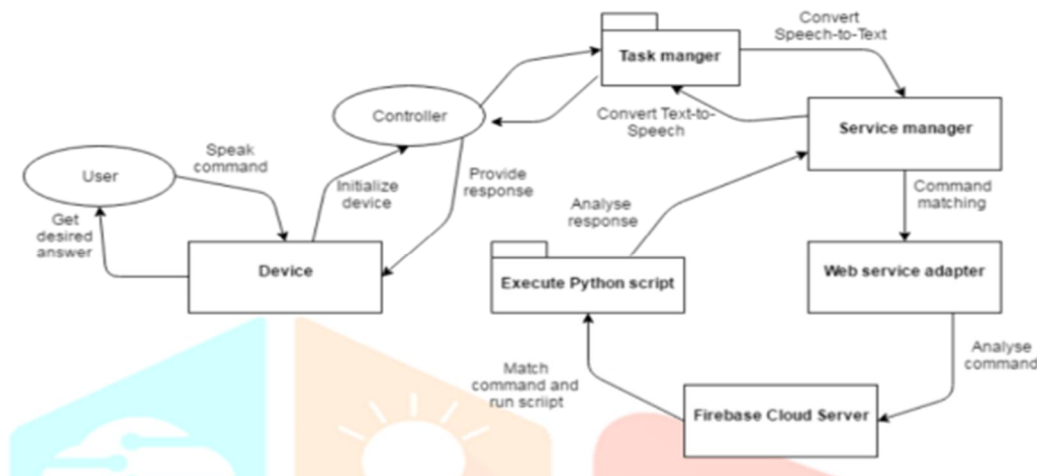 Convert
Speech-to-Text
Task manger
Controller
Convert Text-to-
Speech
Service manager
Speak
command
User
Initialize
device
Provide
response
Analyse
response
Command
matching
Get
desired
answer
Device
Execute Python script
Web service adapter
Match
command and
run scriipt
Analyse
command
Firebase Cloud Server